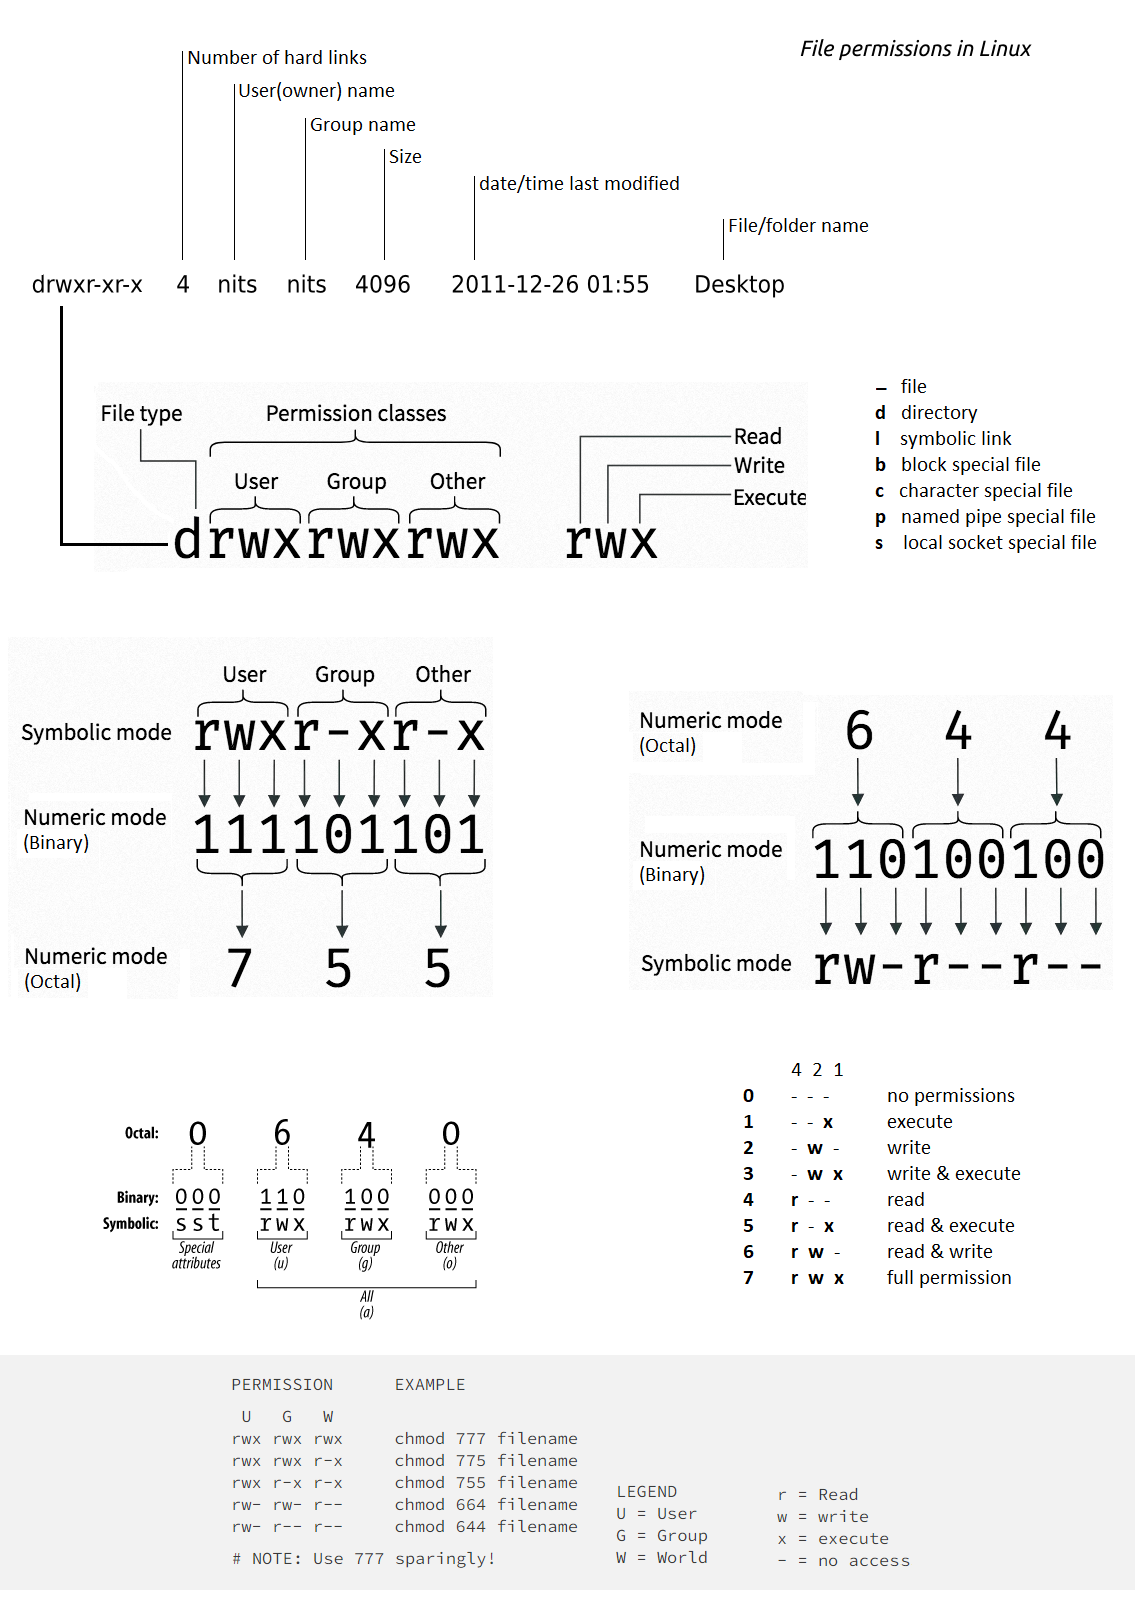 File permissions in Linux
Number of hard links
User(owner) name
Group name
Size
date/time last modified
File/folder name
drwxr-xr-x 4 nits nits 4096 2011-12-26 01:55 Desktop
File type
Permission classes
User Group Other
drwxrwxrwx
Read
Write
Execute
rwx
– file
d directory
l symbolic link
b block special file
c character special file
p named pipe special file
s local socket special file
User Group Other
Symbolic mode rwxr-xr-x
Numeric mode
(Binary)
111101101
Numeric mode
(Octal)
7 5 5
Numeric mode
(Octal)
6 4 4
Numeric mode
(Binary)
110100100
Symbolic mode rw-r--r--
Octal: 0 6 4 0
Binary: 000 110 100 000
Symbolic: sst rwx rwx rwx
Special
attributes
User
(u)
Group
(g)
Other
(o)
All
(a)
4 2 1
0 - - - no permissions
1 - - x execute
2 - w - write
3 - w x write & execute
4 r - - read
5 r - x read & execute
6 r w - read & write
7 r w x full permission
PERMISSION EXAMPLE
U G W
rwx rwx rwx chmod 777 filename
rwx rwx r-x chmod 775 filename
rwx r-x r-x chmod 755 filename
rw- rw- r-- chmod 664 filename
rw- r-- r-- chmod 644 filename
# NOTE: Use 777 sparingly!
LEGEND
U = User
G = Group
W = World
r = Read
w = write
x = execute
- = no access